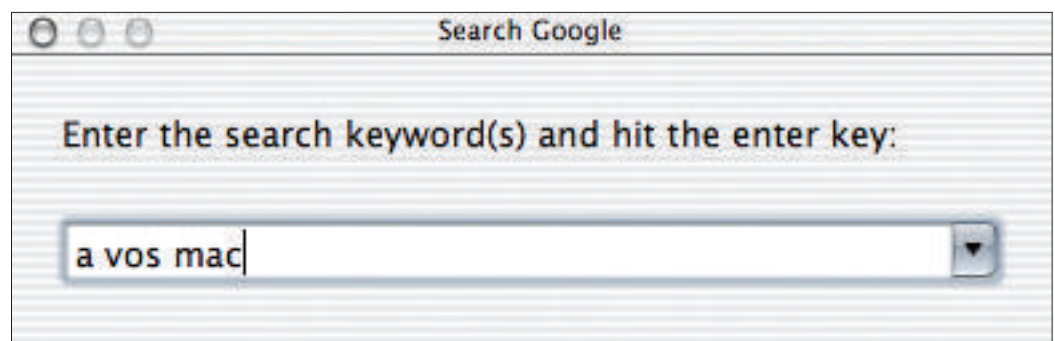 Search Google
Enter the search keyword(s) and hit the enter key:
a vos mac